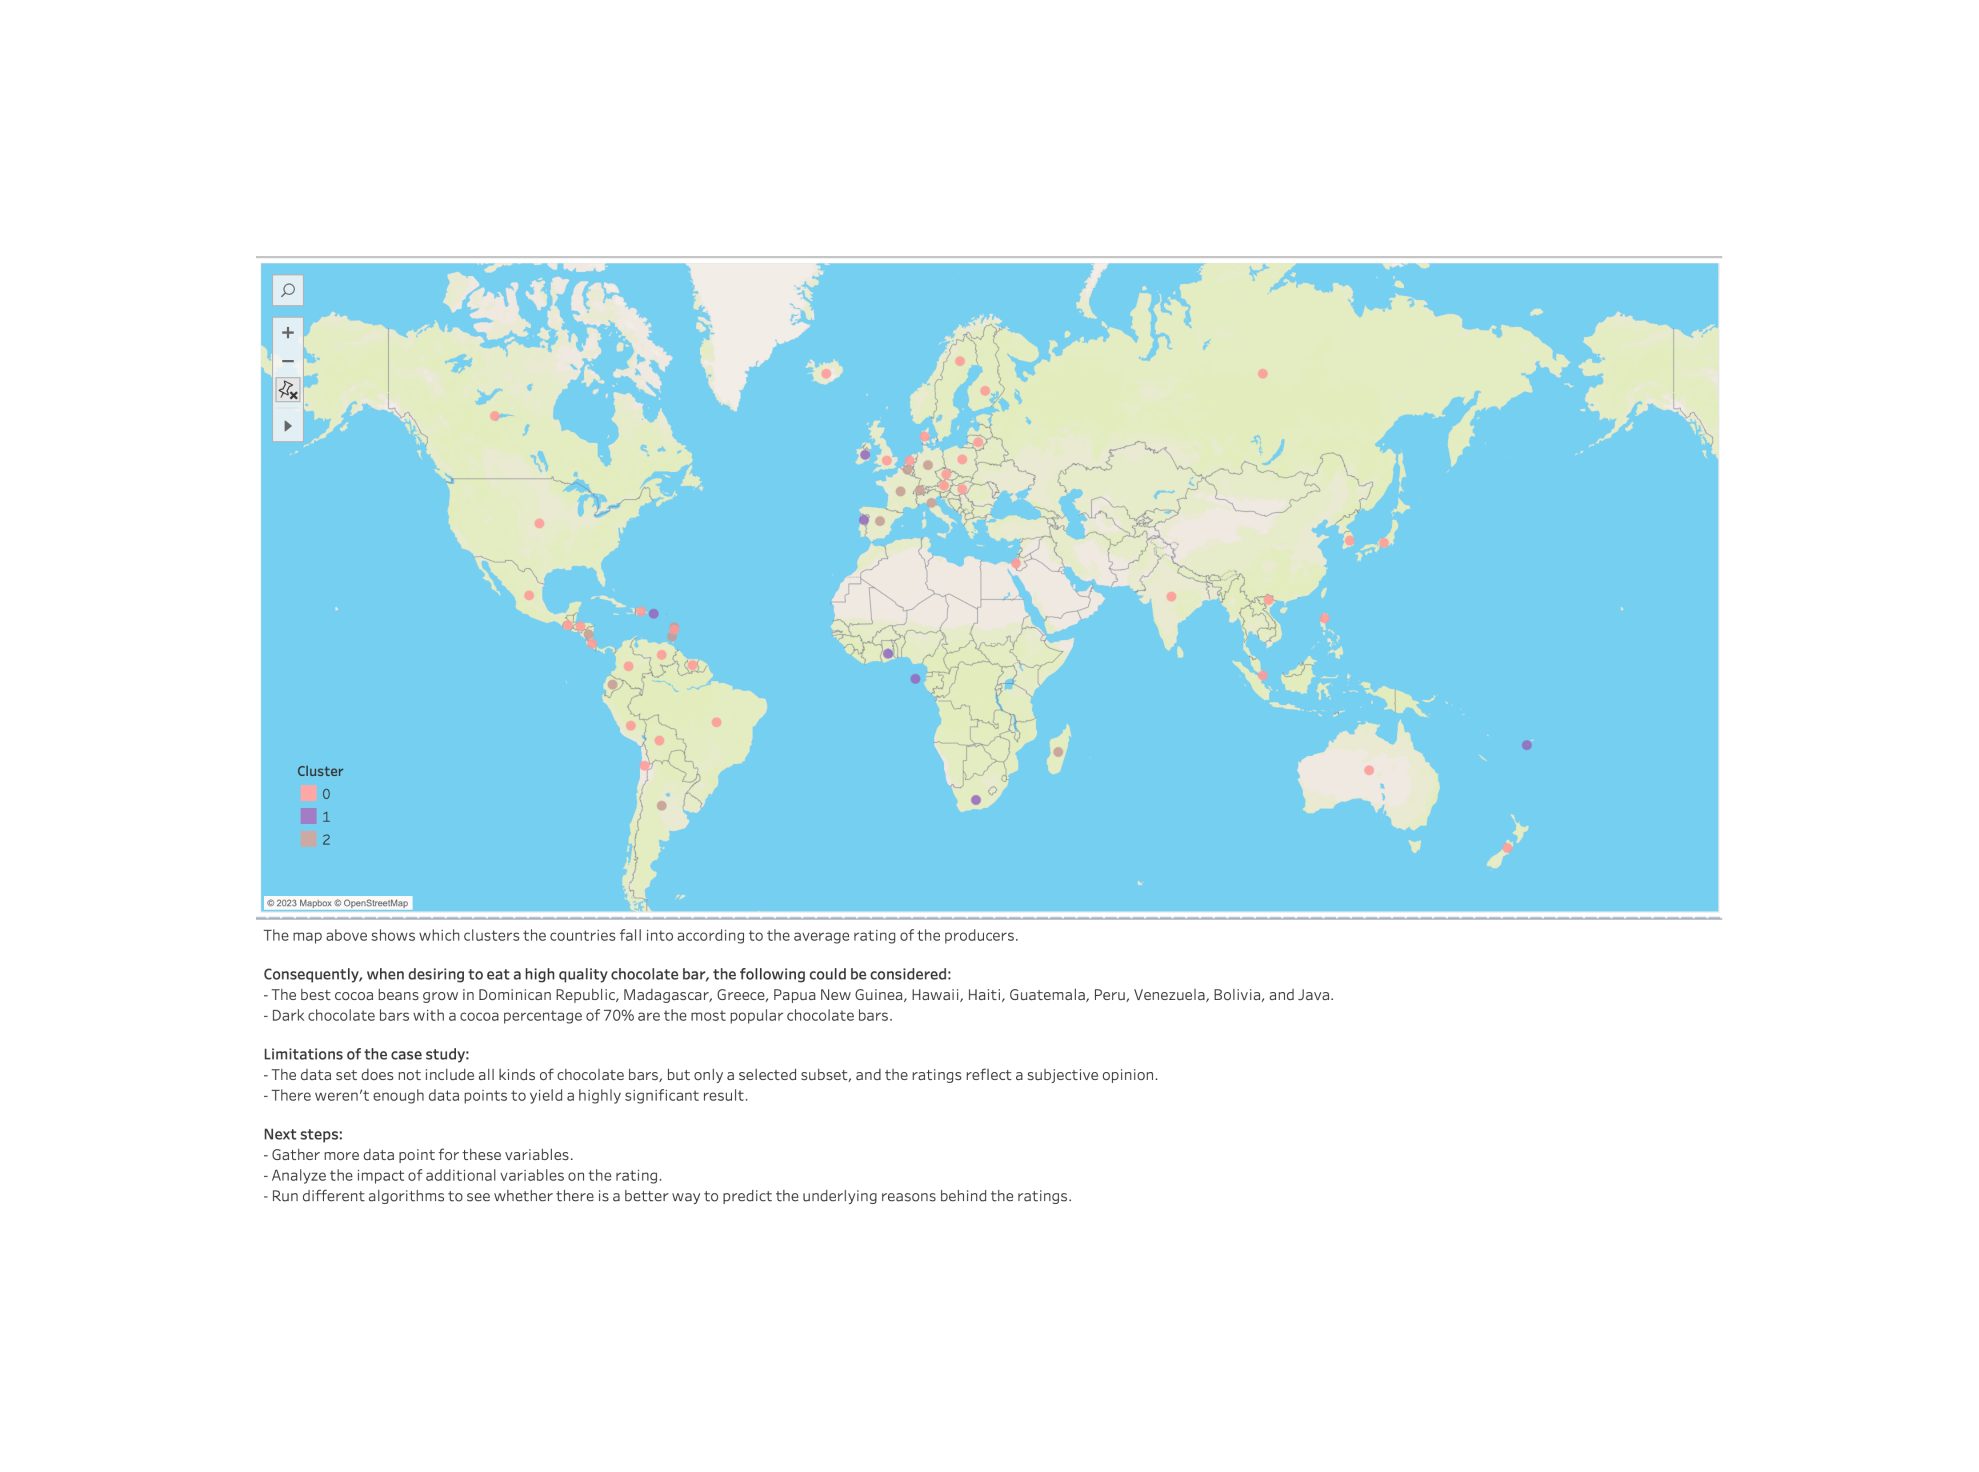 Cluster
0
1
2
© 2023 Mapbox © OpenStreetMap
The map above shows which clusters the countries fall into according to the average rating of the producers.
Consequently, when desiring to eat a high quality chocolate bar, the following could be considered:
- The best cocoa beans grow in Dominican Republic, Madagascar, Greece, Papua New Guinea, Hawaii, Haiti, Guatemala, Peru, Venezuela, Bolivia, and Java.
- Dark chocolate bars with a cocoa percentage of 70% are the most popular chocolate bars.
Limitations of the case study:
- The data set does not include all kinds of chocolate bars, but only a selected subset, and the ratings reflect a subjective opinion.
- There weren't enough data points to yield a highly significant result.
Next steps:
- Gather more data point for these variables.
- Analyze the impact of additional variables on the rating.
- Run different algorithms to see whether there is a better way to predict the underlying reasons behind the ratings.